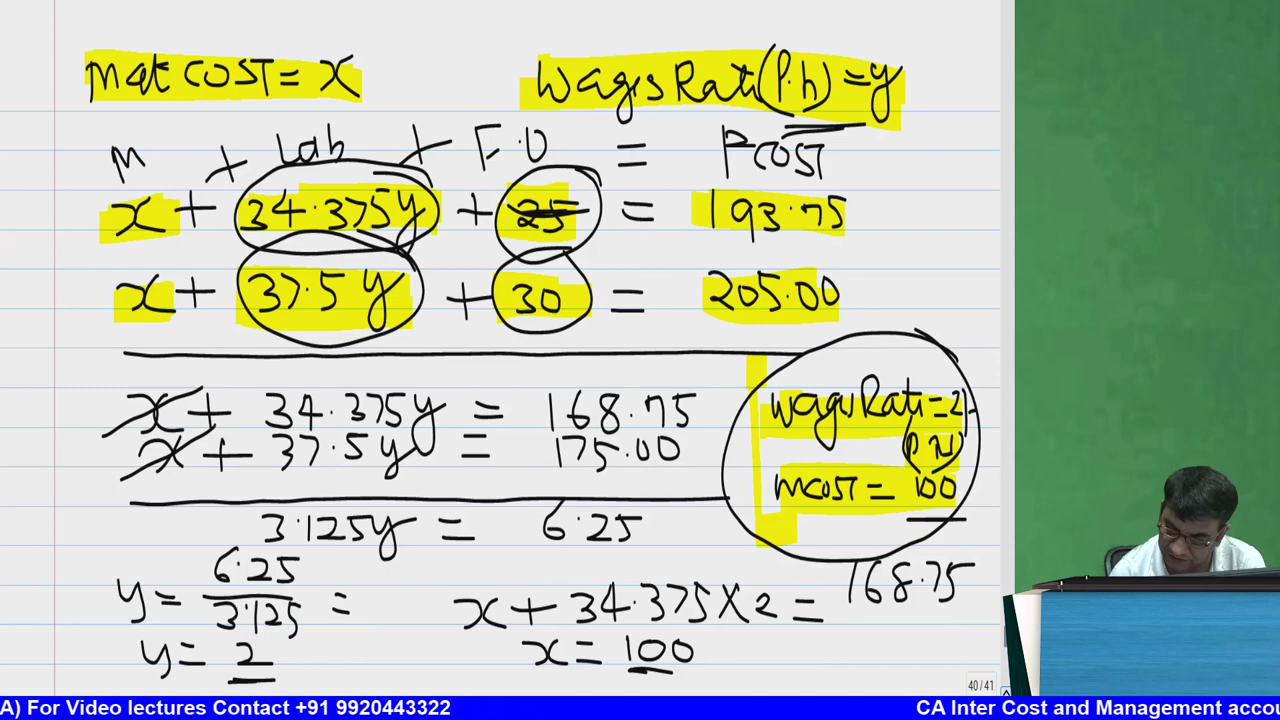 Mat COST = x Wages Rate (P.h) = y
M + Lab + F.O = F COST
x + 34.375y + 25 = 193.75
x + 37.5y + 30 = 205.00
x + 34.375y = 168.75
x + 37.5y = 175.00
wages Rate = 2/-
(P.H)
mcost = 100
3.125y = 6.25
y = 6.25 / 3.125 =
x + 34.375 X 2 = 168.75
y = 2
x = 100
40 / 41
A) For Video lectures Contact +91 9920443322
CA Inter Cost and Management accou